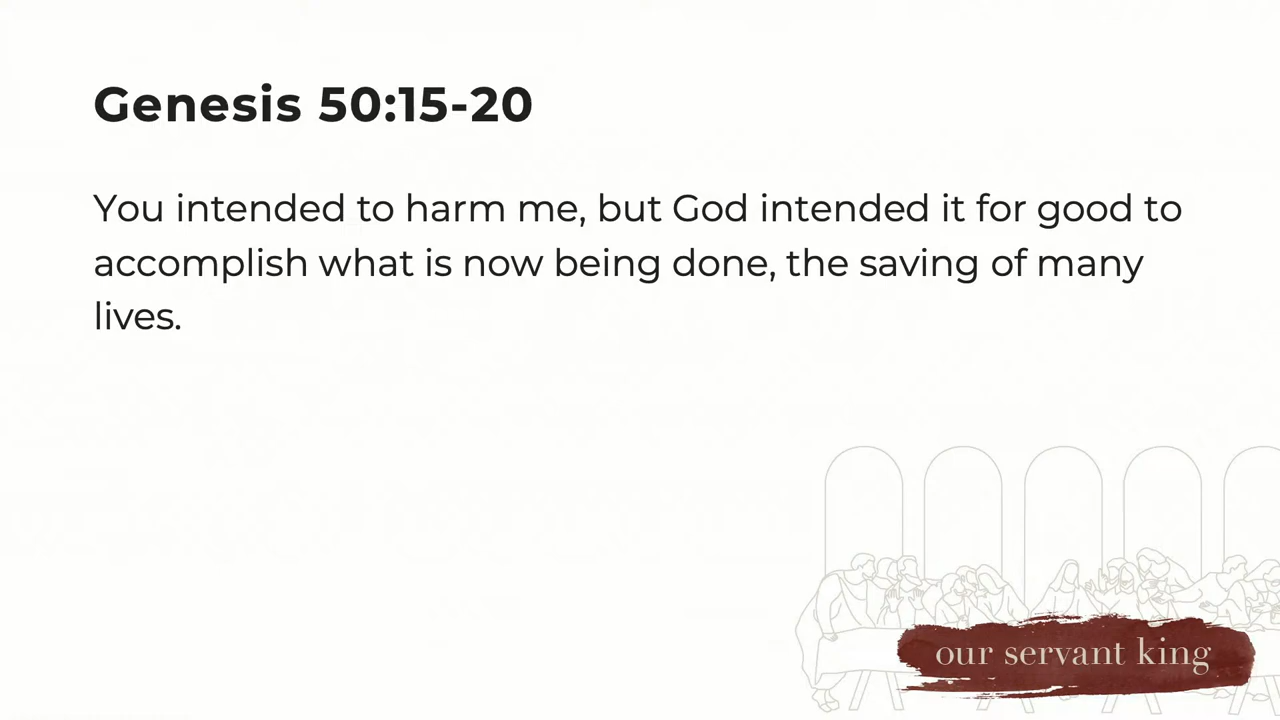 Genesis 50:15-20
You intended to harm me, but God intended it for good to
accomplish what is now being done, the saving of many
lives.
our servant king